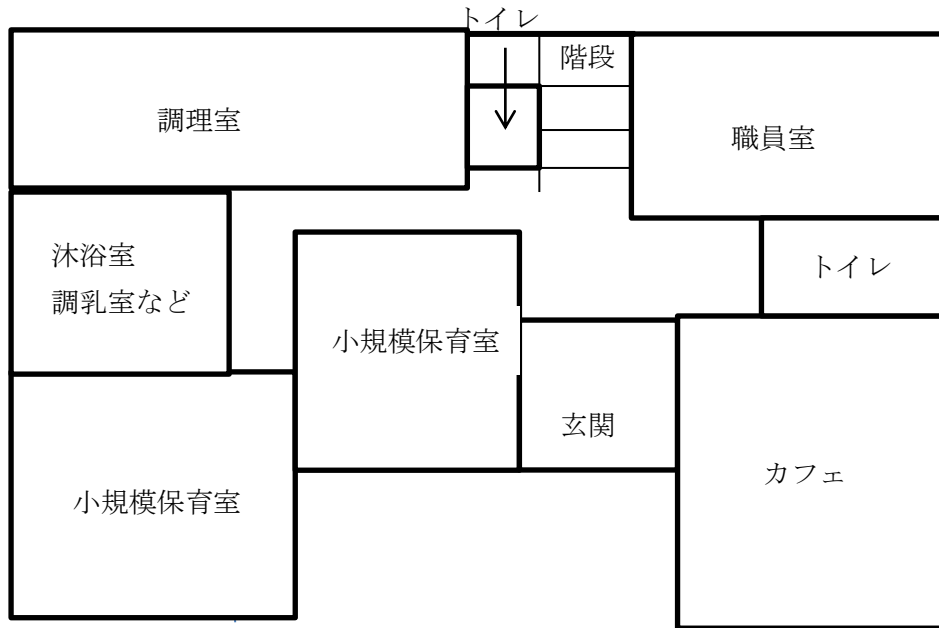 トイレ
階段
調理室
職員室
沐浴室
調乳室など
トイレ
小規模保育室
玄関
カフェ
小規模保育室